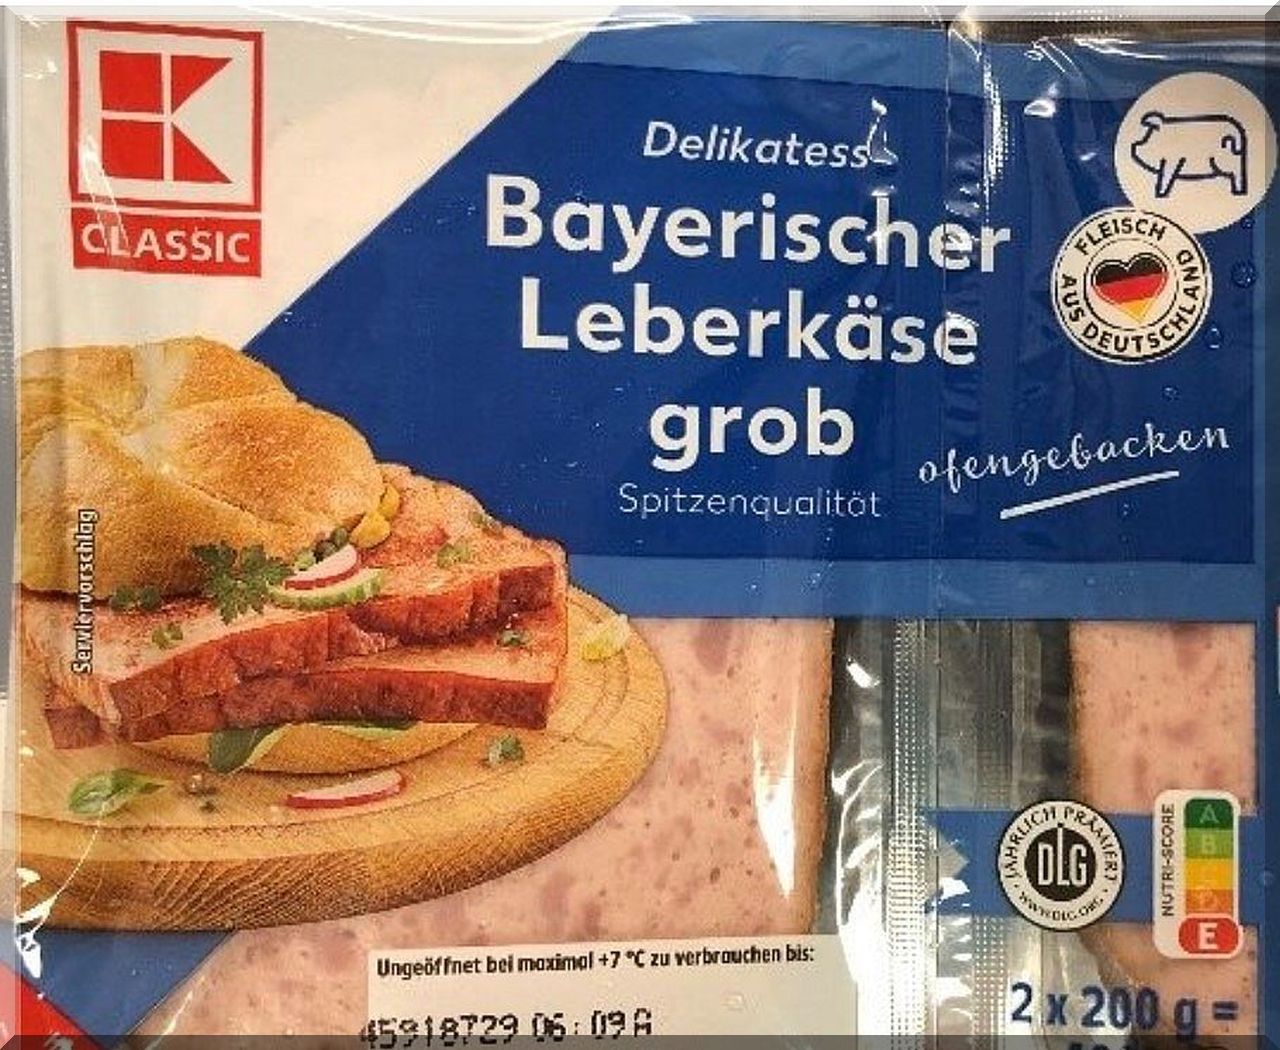 CLASSIC
Delikatess-
Bayerischer
Leberkäse
grob
Spitzenqualität
FLEISCH AUS DEUTSCHLAND
ofengebacken
Serviervorschlag
JÄHRLICH PRÄMIERT
DLG
WWW.DLG.ORG
NUTRI-SCORE
A
B
C
D
E
Ungeöffnet bei maximal +7 °C zu verbrauchen bis:
45918729 06:09A
2 x 200 g =